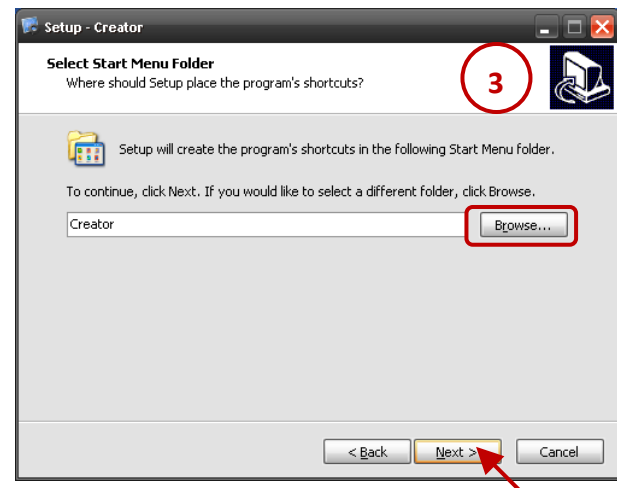 Setup - Creator
Select Start Menu Folder
Where should Setup place the program's shortcuts?
3
Setup will create the program's shortcuts in the following Start Menu folder.
To continue, click Next. If you would like to select a different folder, click Browse.
Creator
Browse...
< Back
Next >
Cancel